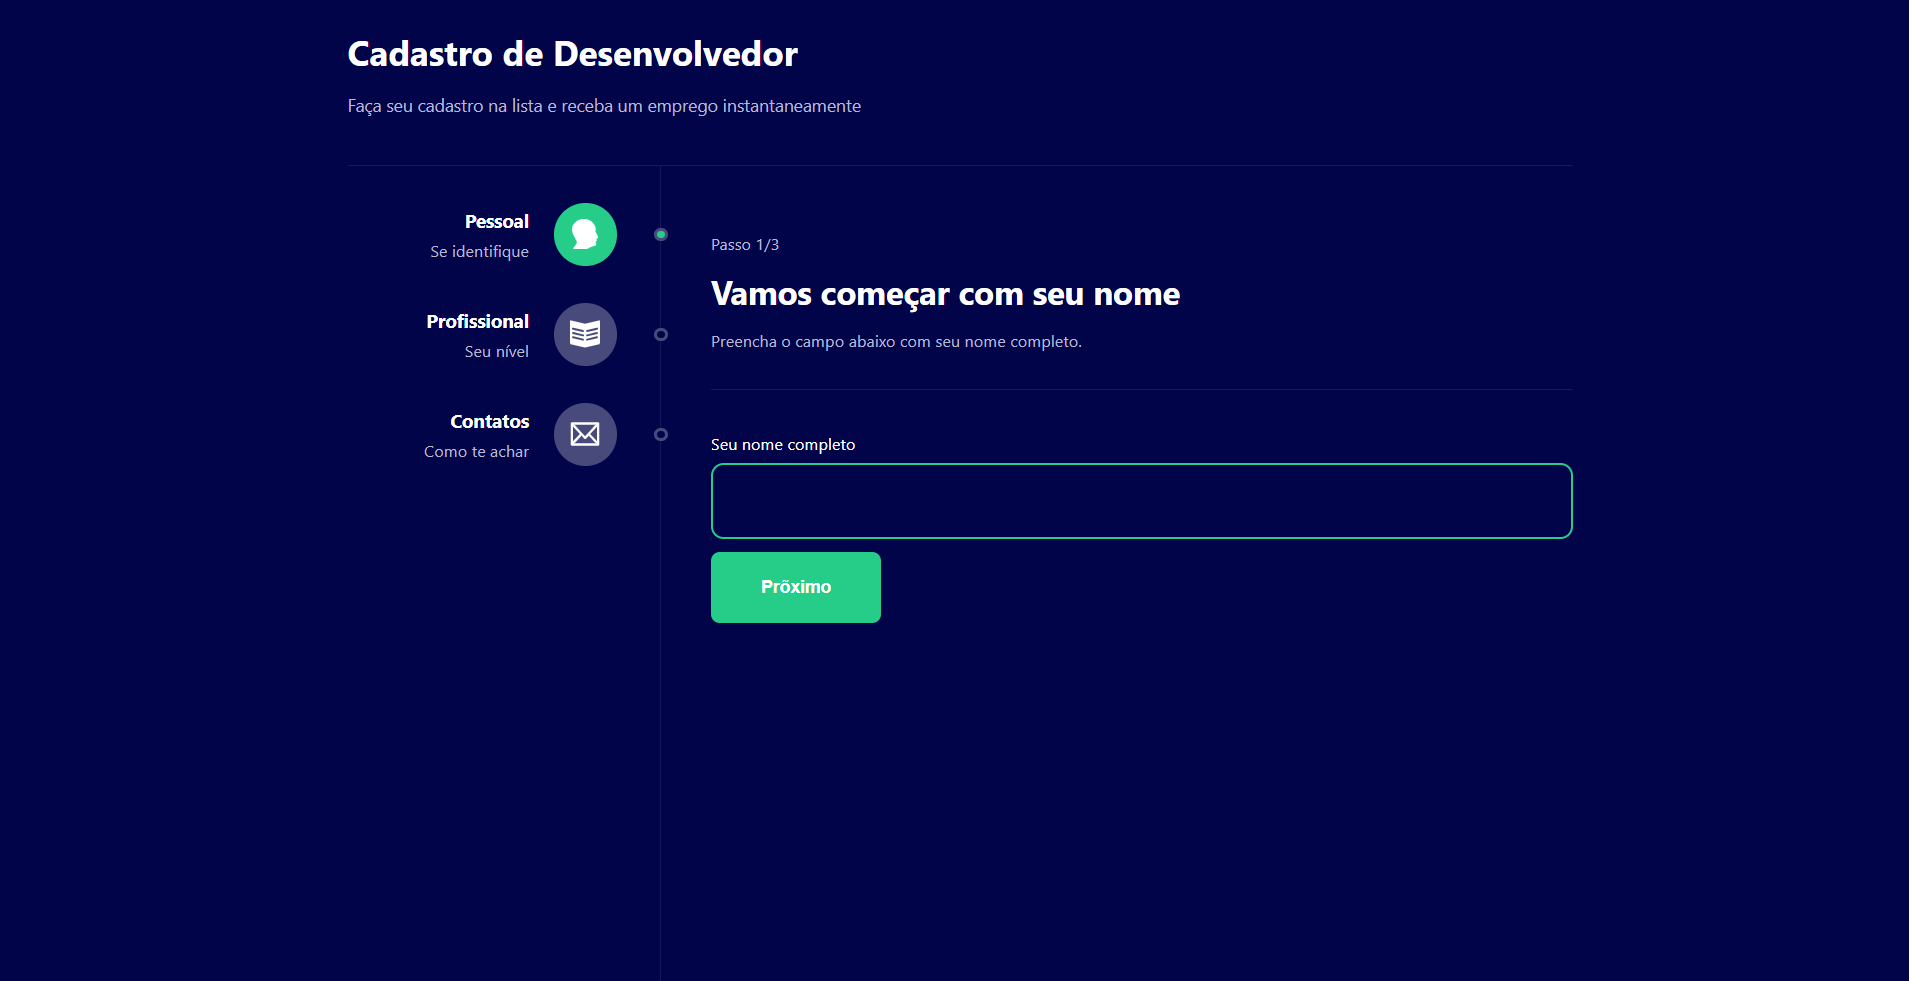 Cadastro de Desenvolvedor
Faça seu cadastro na lista e receba um emprego instantaneamente
Pessoal
Se identifique
Profissional
Seu nível
Contatos
Como te achar
Passo 1/3
Vamos começar com seu nome
Preencha o campo abaixo com seu nome completo.
Seu nome completo
Prõximo